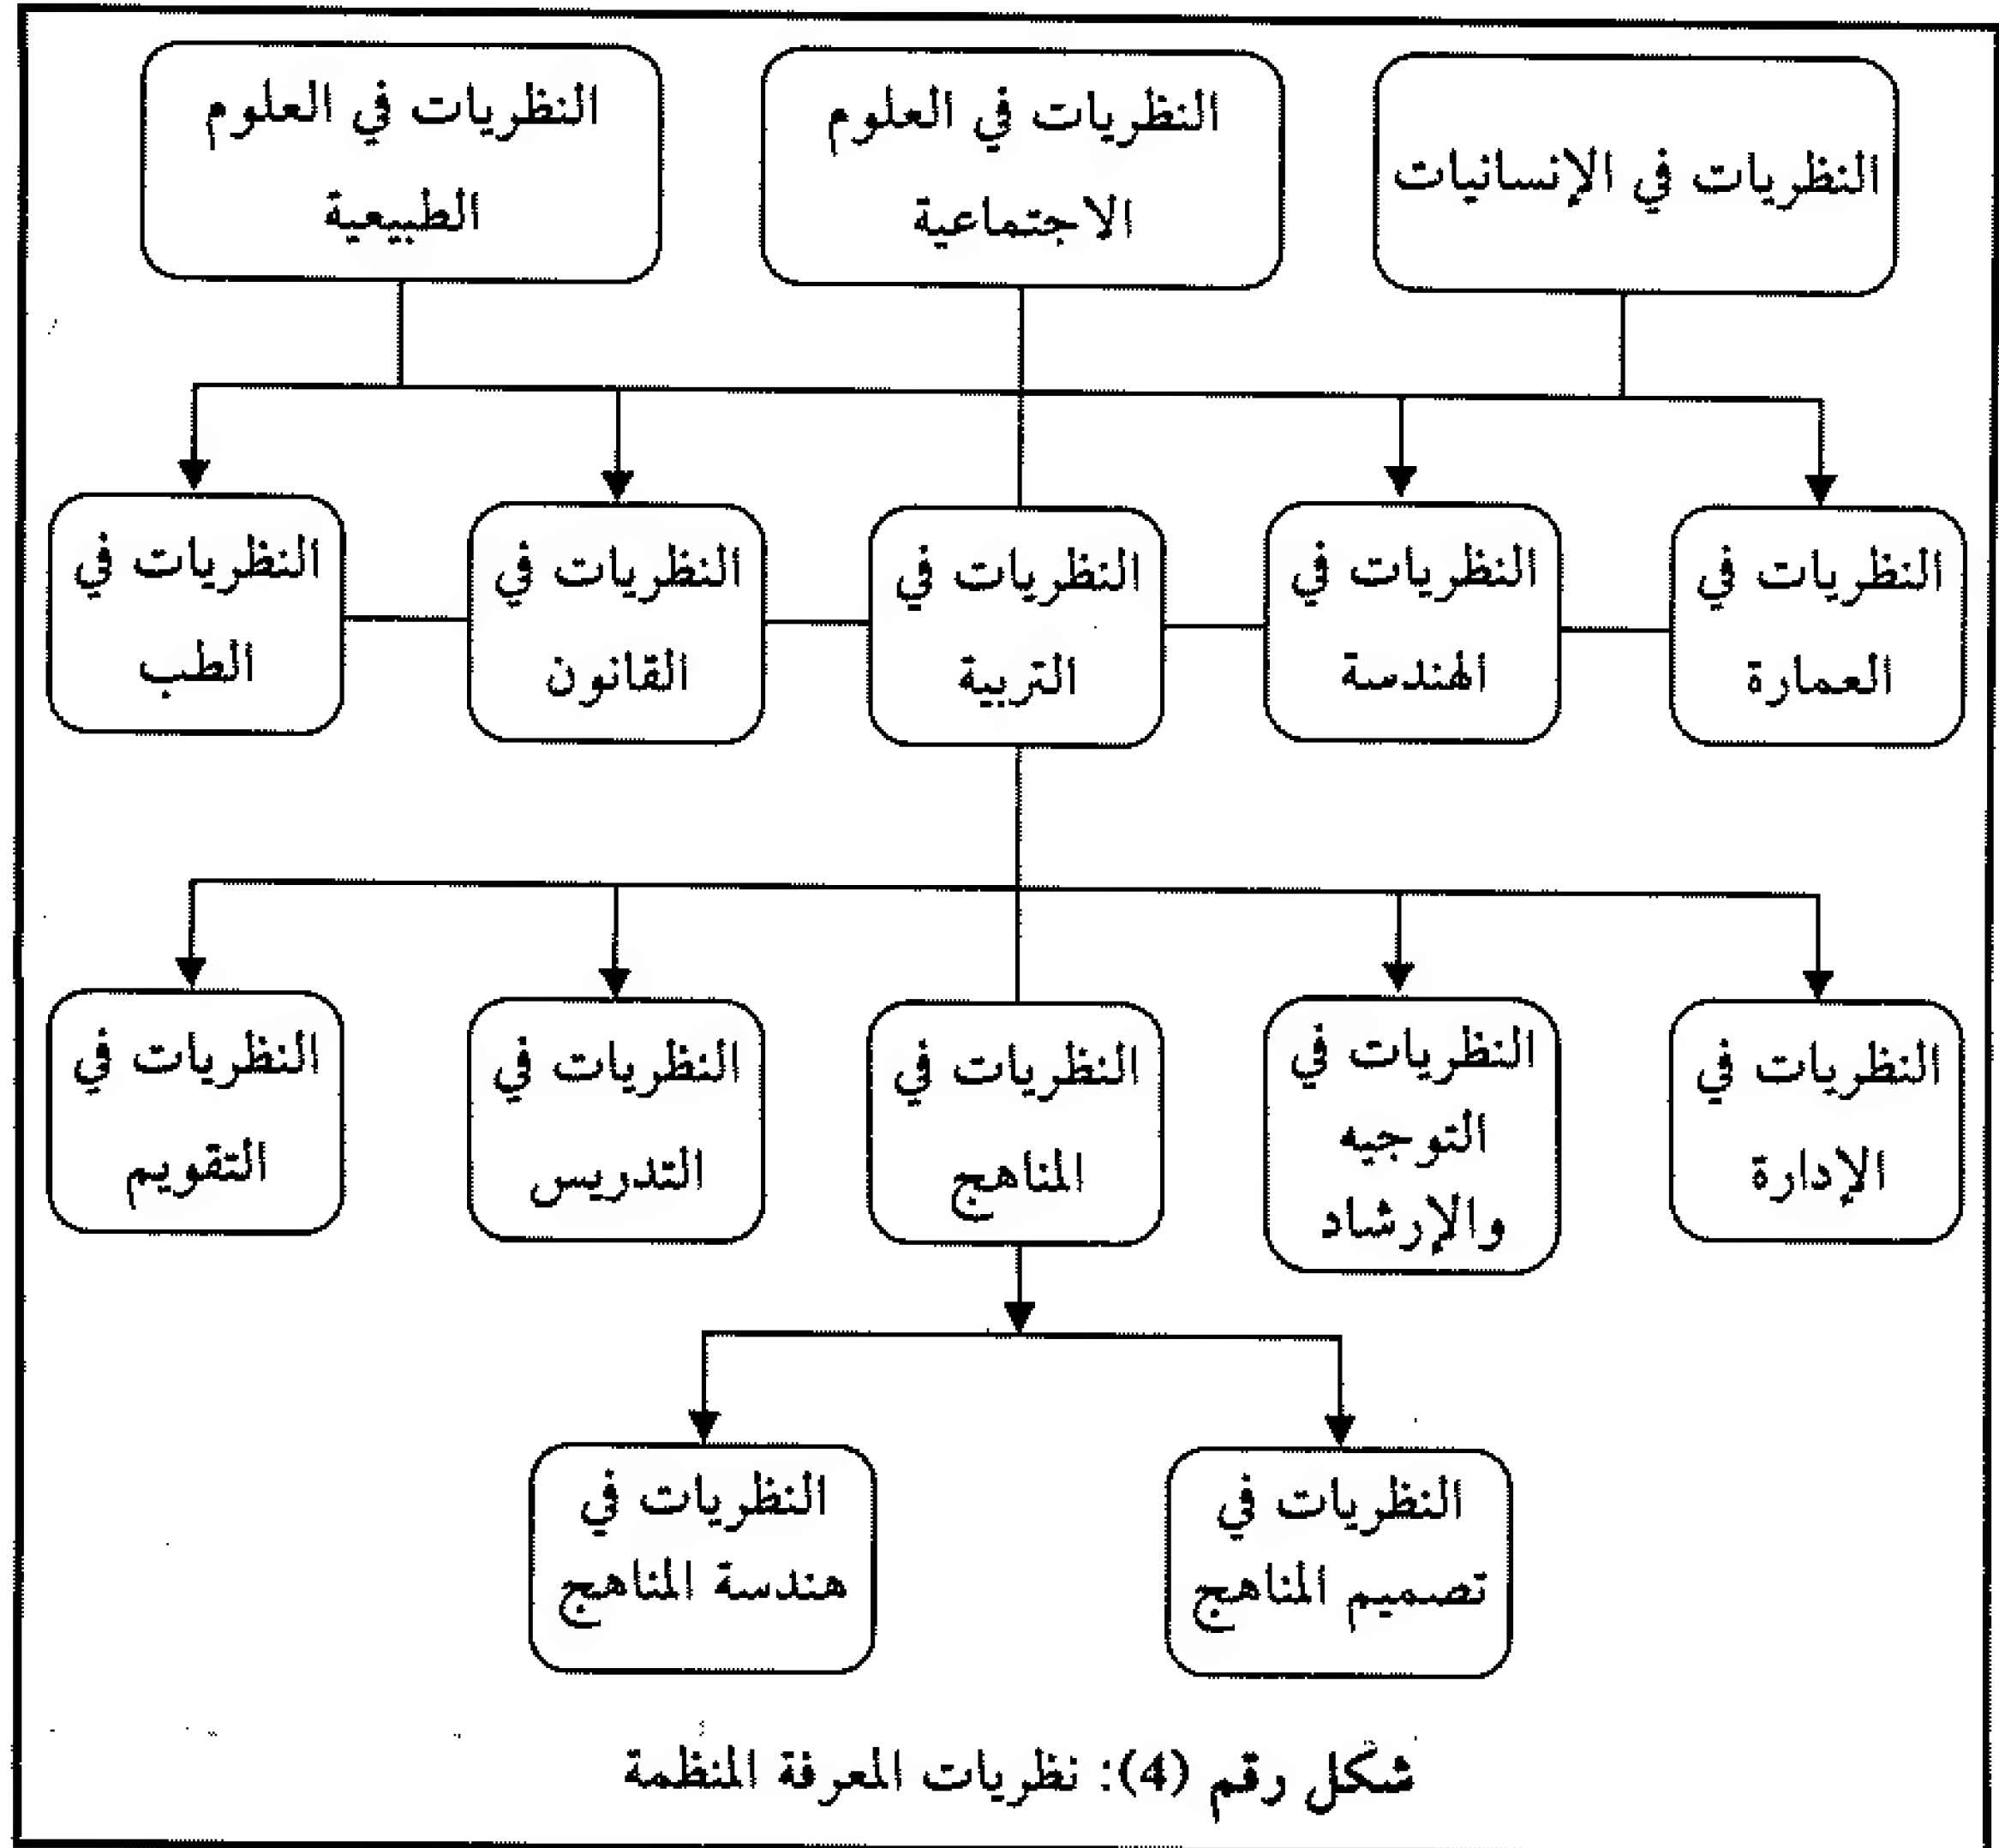 النظريات في الإنسانيات
النظريات في العلوم
الاجتماعية
النظريات في العلوم
الطبيعية
النظريات في
العمارة
النظريات في
الهندسة
النظريات في
التربية
النظريات في
القانون
النظريات في
الطب
النظريات في
الإدارة
النظريات في
التوجيه
والإرشاد
النظريات في
المناهج
النظريات في
التدريس
النظريات في
التقويم
النظريات في
تصميم المناهج
النظريات في
هندسة المناهج
شكل رقم (4): نظريات المعرفة المنظمة